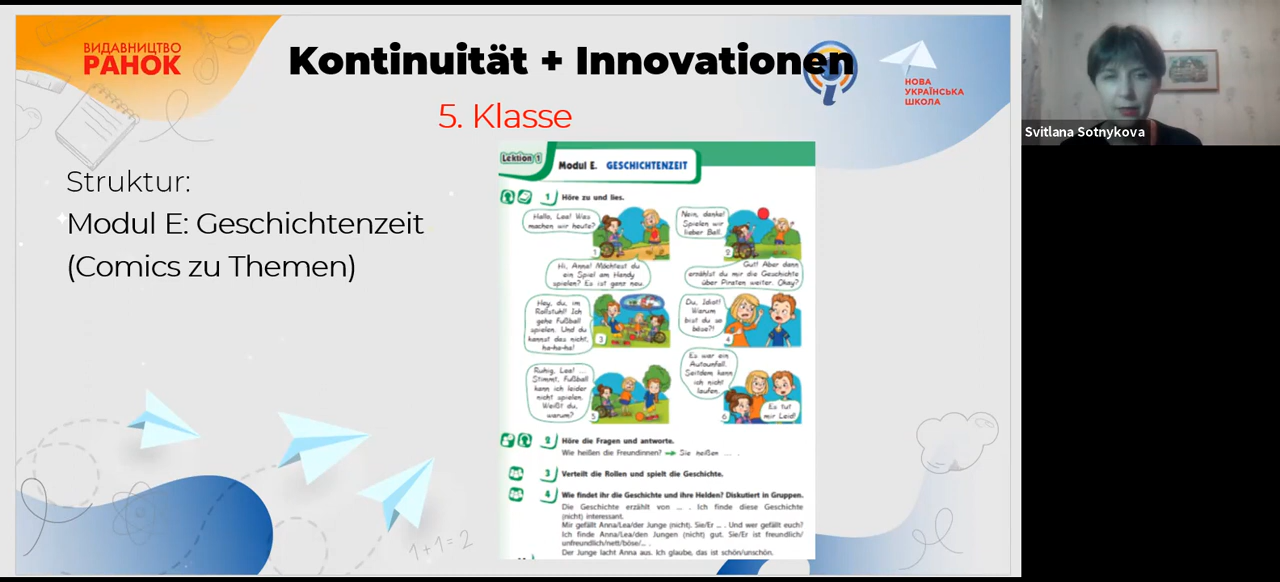 ВИДАВНИЦТВО
РАНОК
Kontinuität + Innovationen
5. Klasse
НОВА
УКРАЇНСЬКА
ШКОЛА
Svitlana Sotnykova
Struktur:
Modul E: Geschichtenzeit
(Comics zu Themen)
Lektion 1
Modul E. GESCHICHTENZEIT
1 Höre zu und lies.
Hallo, Lea! Was
machen wir heute?
1
Hi, Anna! Möchtest du
ein Spiel am Handy
spielen? Es ist ganz neu.
Nein, danke!
Spielen wir
lieber Ball.
2
Gut! Aber dann
erzählst du mir die Geschichte
über Piraten weiter. Okay?
Hey, du, im
Rollstuhl! Ich
gehe Fußball
spielen. Und du
kannst das nicht,
ha-ha-ha!
3
Du, Idiot!
Warum
bist du so
böse?!
4
Ruhig, Lea! ...
Stimmt, Fußball
kann ich leider
nicht spielen.
Weißt du,
warum?
5
Es war ein
Autounfall.
Seitdem kann
ich nicht
laufen.
6
Es tut
mir Leid!
2 Höre die Fragen und antworte.
Wie heißen die Freundinnen? → Sie heißen ... .
3 Verteilt die Rollen und spielt die Geschichte.
4 Wie findet ihr die Geschichte und ihre Helden? Diskutiert in Gruppen.
Die Geschichte erzählt von ... . Ich finde diese Geschichte
(nicht) interessant.
Mir gefällt Anna/Lea/der Junge (nicht). Sie/Er ... . Und wer gefällt euch?
Ich finde Anna/Lea/den Jungen (nicht) gut. Sie/Er ist freundlich/
unfreundlich/nett/böse/... .
Der Junge lacht Anna aus. Ich glaube, das ist schön/unschön.
1+1=2